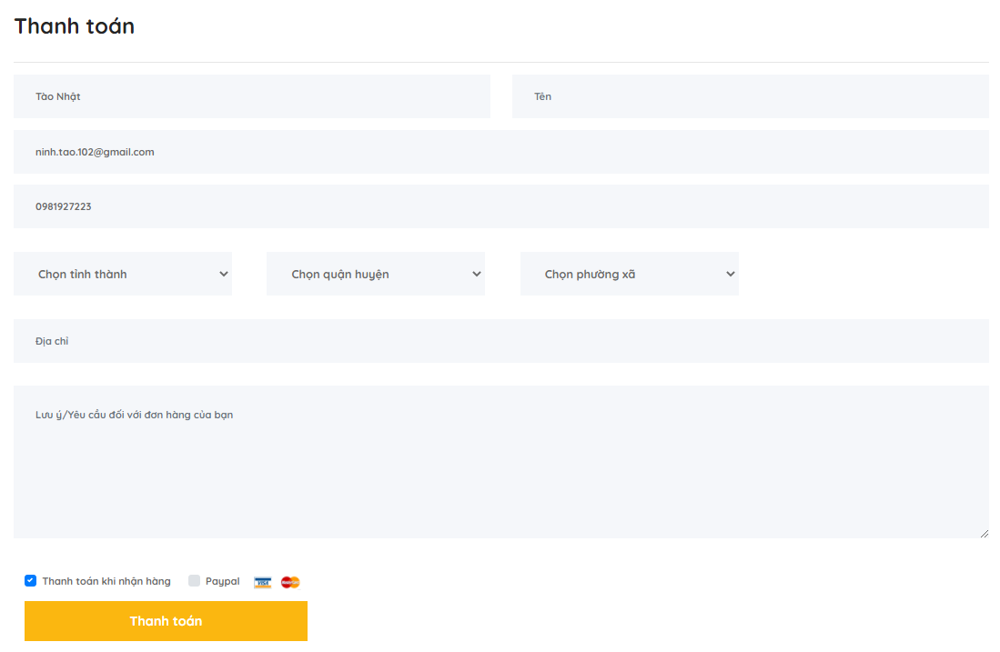 Thanh toán
Tào Nhật
Tên
ninh.tao.102@gmail.com
0981927223
Chọn tỉnh thành
Chọn quận huyện
Chọn phường xã
Địa chỉ
Lưu ý/Yêu cầu đối với đơn hàng của bạn
Thanh toán khi nhận hàng
Paypal
VISA
Thanh toán